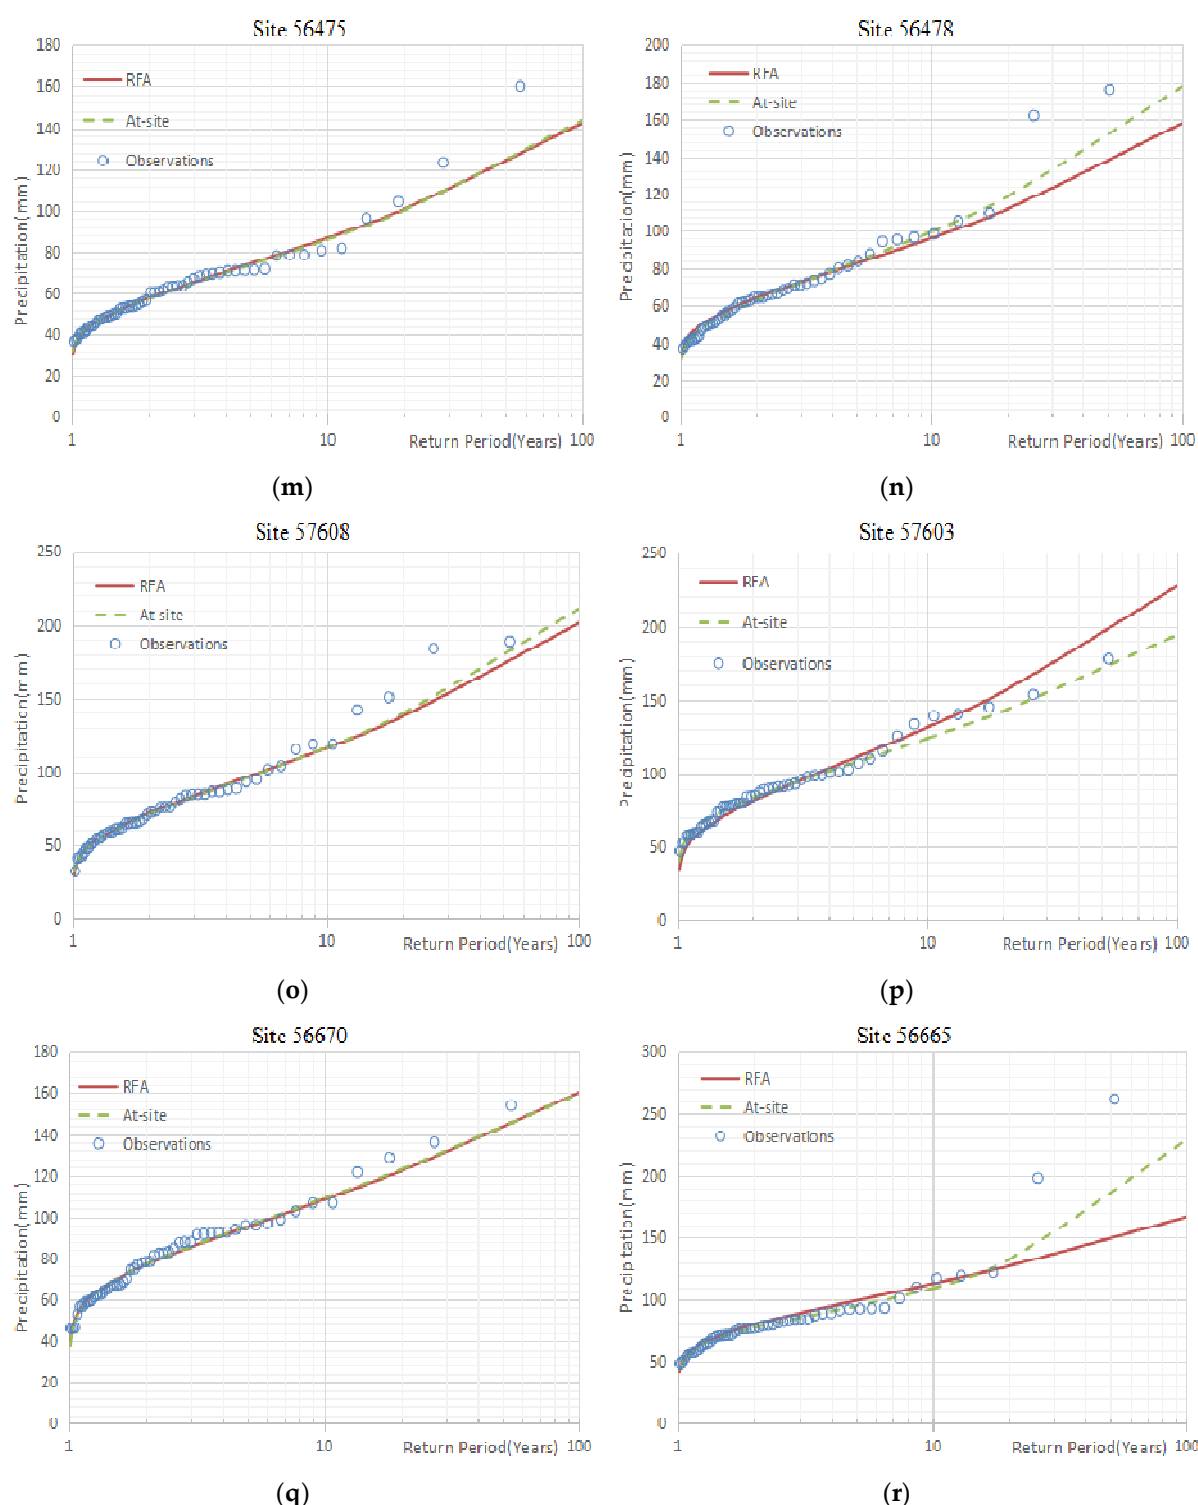 Site 56475
180
160
140
120
100
80
60
40
20
0
Precipitation(mm)
RFA
At-site
Observations
1
10
Return Period(Years)
100
(m)
Site 56478
200
180
160
140
120
100
80
60
40
20
0
Precipitation(mm)
RFA
At-site
Observations
1
10
Return Period(Years)
100
(n)
Site 57608
250
200
150
100
50
0
Precipitation(mm)
RFA
At site
Observations
1
10
Return Period(Years)
100
(o)
Site 57603
250
200
150
100
50
0
Precipitation(mm)
RFA
At-site
Observations
1
10
Return Period(Years)
100
(p)
Site 56670
180
160
140
120
100
80
60
40
20
0
Precipitation(mm)
RFA
At-site
Observations
1
10
Return Period(Years)
100
(q)
Site 56665
300
250
200
150
100
50
0
Precipitation(mm)
RFA
At-site
Observations
1
10
Return Period(Years)
100
(r)